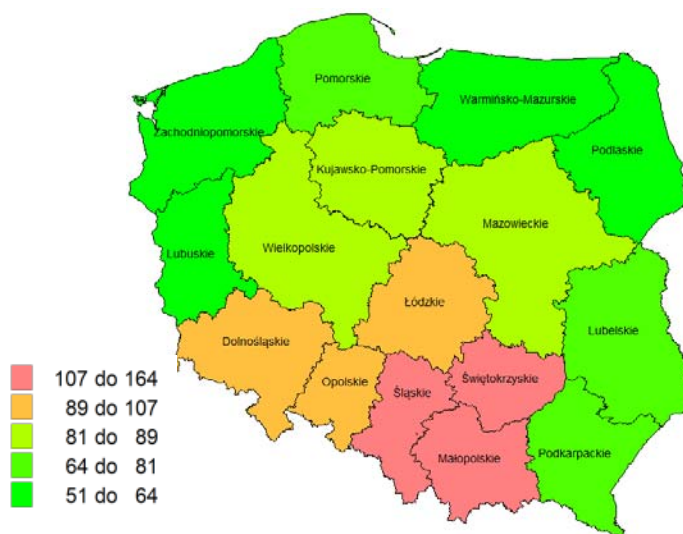 Pomorskie
Warmińsko-Mazurskie
Zachodniopomorskie
Podlaskie
Kujawsko-Pomorskie
Mazowieckie
Wielkopolskie
Lubuskie
Łódzkie
Lubelskie
Dolnośląskie
Opolskie
Śląskie
Świętokrzyskie
Małopolskie
Podkarpackie
107 do 164
89 do 107
81 do 89
64 do 81
51 do 64